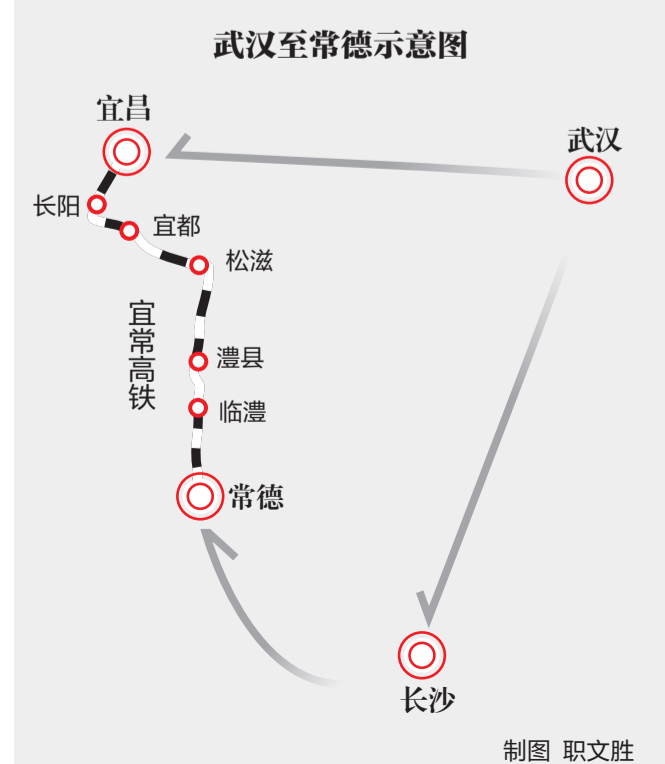 武汉至常德示意图
宜昌
武汉
长阳
宜都
松滋
宜常高铁
澧县
临澧
常德
长沙
制图 职文胜